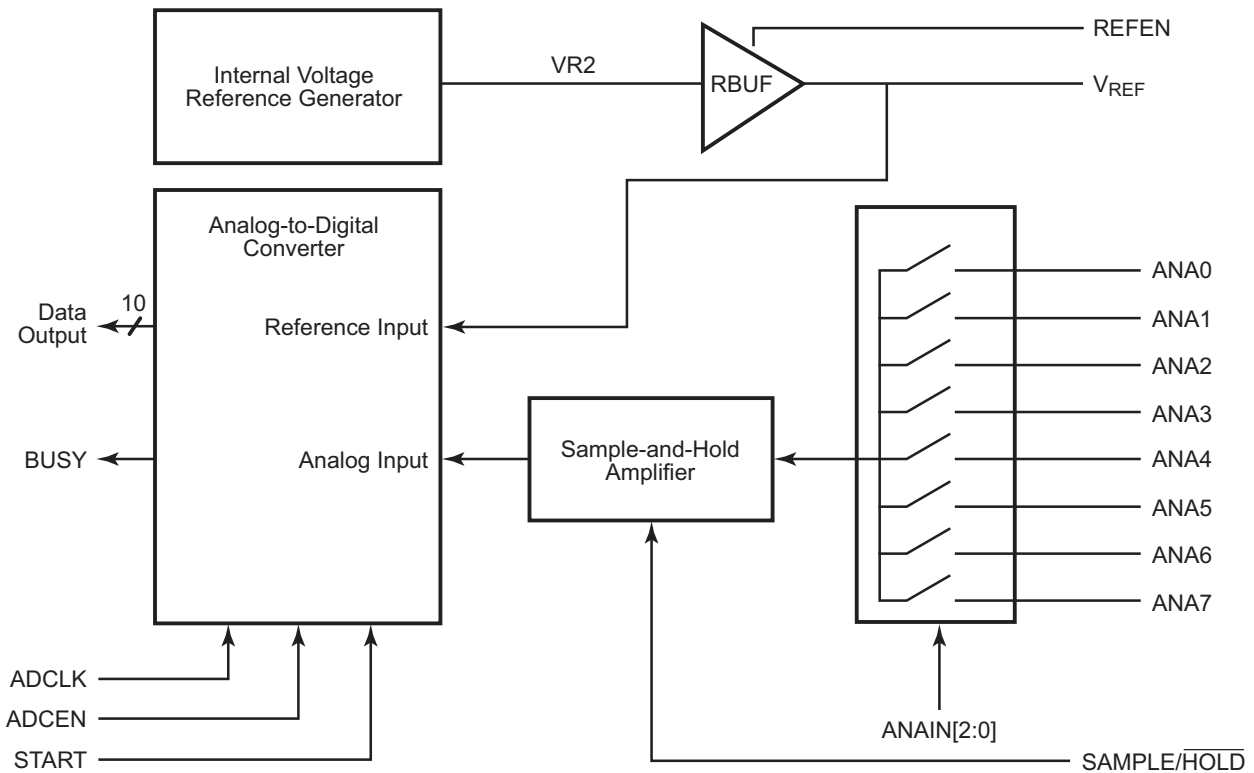 REFEN
Internal Voltage
Reference Generator
VR2
RBUF
VREF
Analog-to-Digital
Converter
10
Data
Output
Reference Input
ANA0
ANA1
ANA2
ANA3
ANA4
ANA5
ANA6
ANA7
BUSY
Analog Input
Sample-and-Hold
Amplifier
ADCLK
ADCEN
START
ANAIN[2:0]
SAMPLE/HOLD